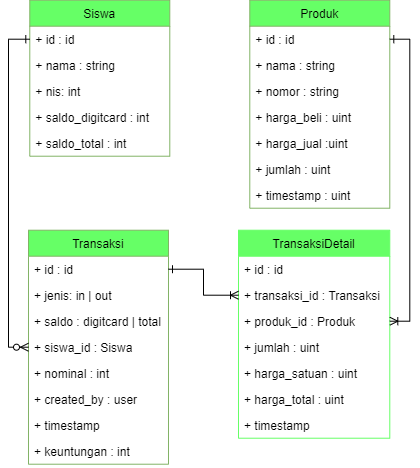 Siswa
+ id : id
+ nama : string
+ nis: int
+ saldo_digitcard : int
+ saldo_total : int
Produk
+ id : id
+ nama : string
+ nomor : string
+ harga_beli : uint
+ harga_jual :uint
+ jumlah : uint
+ timestamp : uint
Transaksi
+ id : id
+ jenis: in | out
+ saldo : digitcard | total
+ siswa_id : Siswa
+ nominal : int
+ created_by : user
+ timestamp
+ keuntungan : int
TransaksiDetail
+ id : id
+ transaksi_id : Transaksi
+ produk_id : Produk
+ jumlah : uint
+ harga_satuan : uint
+ harga_total : uint
+ timestamp